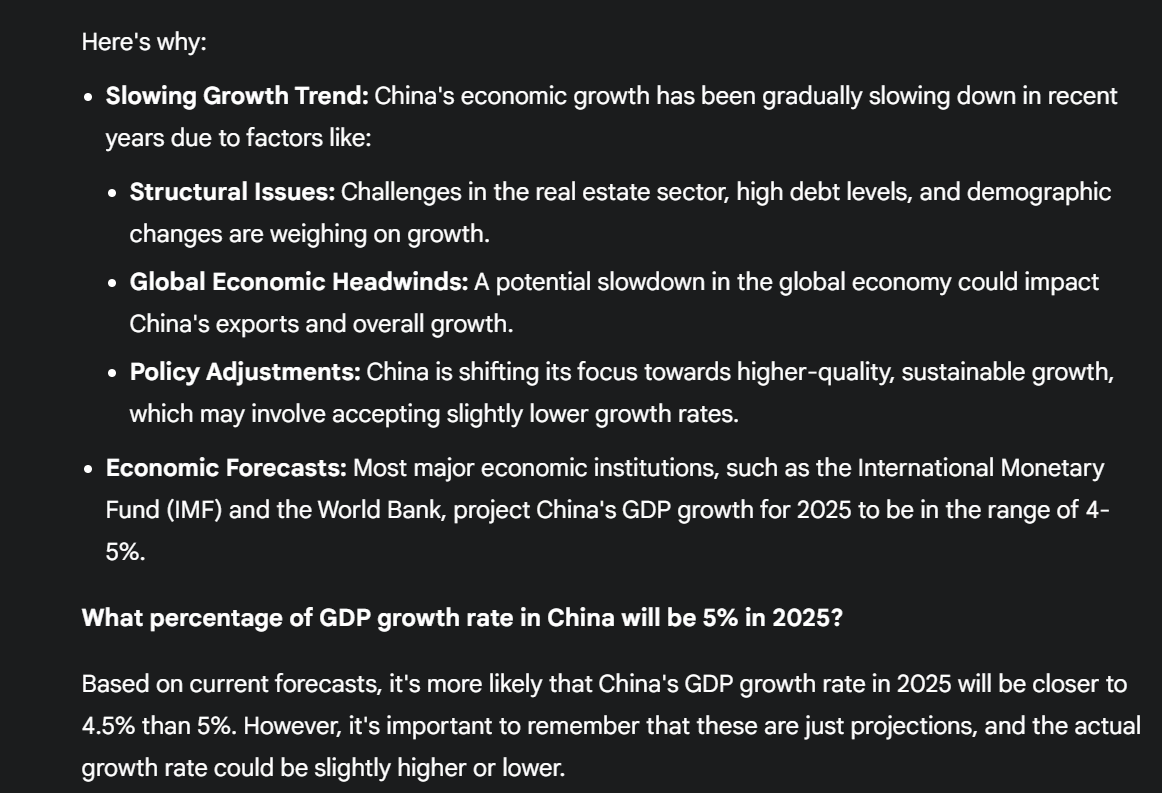 Here's why:
Slowing Growth Trend: China's economic growth has been gradually slowing down in recent
years due to factors like:
Structural Issues: Challenges in the real estate sector, high debt levels, and demographic
changes are weighing on growth.
Global Economic Headwinds: A potential slowdown in the global economy could impact
China's exports and overall growth.
Policy Adjustments: China is shifting its focus towards higher-quality, sustainable growth,
which may involve accepting slightly lower growth rates.
Economic Forecasts: Most major economic institutions, such as the International Monetary
Fund (IMF) and the World Bank, project China's GDP growth for 2025 to be in the range of 4-
5%.
What percentage of GDP growth rate in China will be 5% in 2025?
Based on current forecasts, it's more likely that China's GDP growth rate in 2025 will be closer to
4.5% than 5%. However, it's important to remember that these are just projections, and the actual
growth rate could be slightly higher or lower.